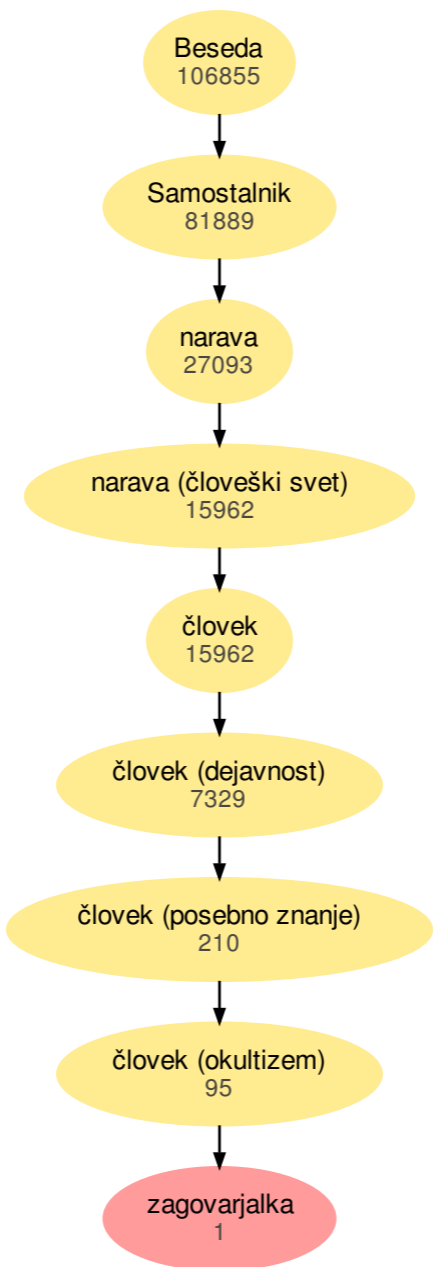 Beseda
106855
Samostalnik
81889
narava
27093
narava (človeški svet)
15962
človek
15962
človek (dejavnost)
7329
človek (posebno znanje)
210
človek (okultizem)
95
zagovarjalka
1